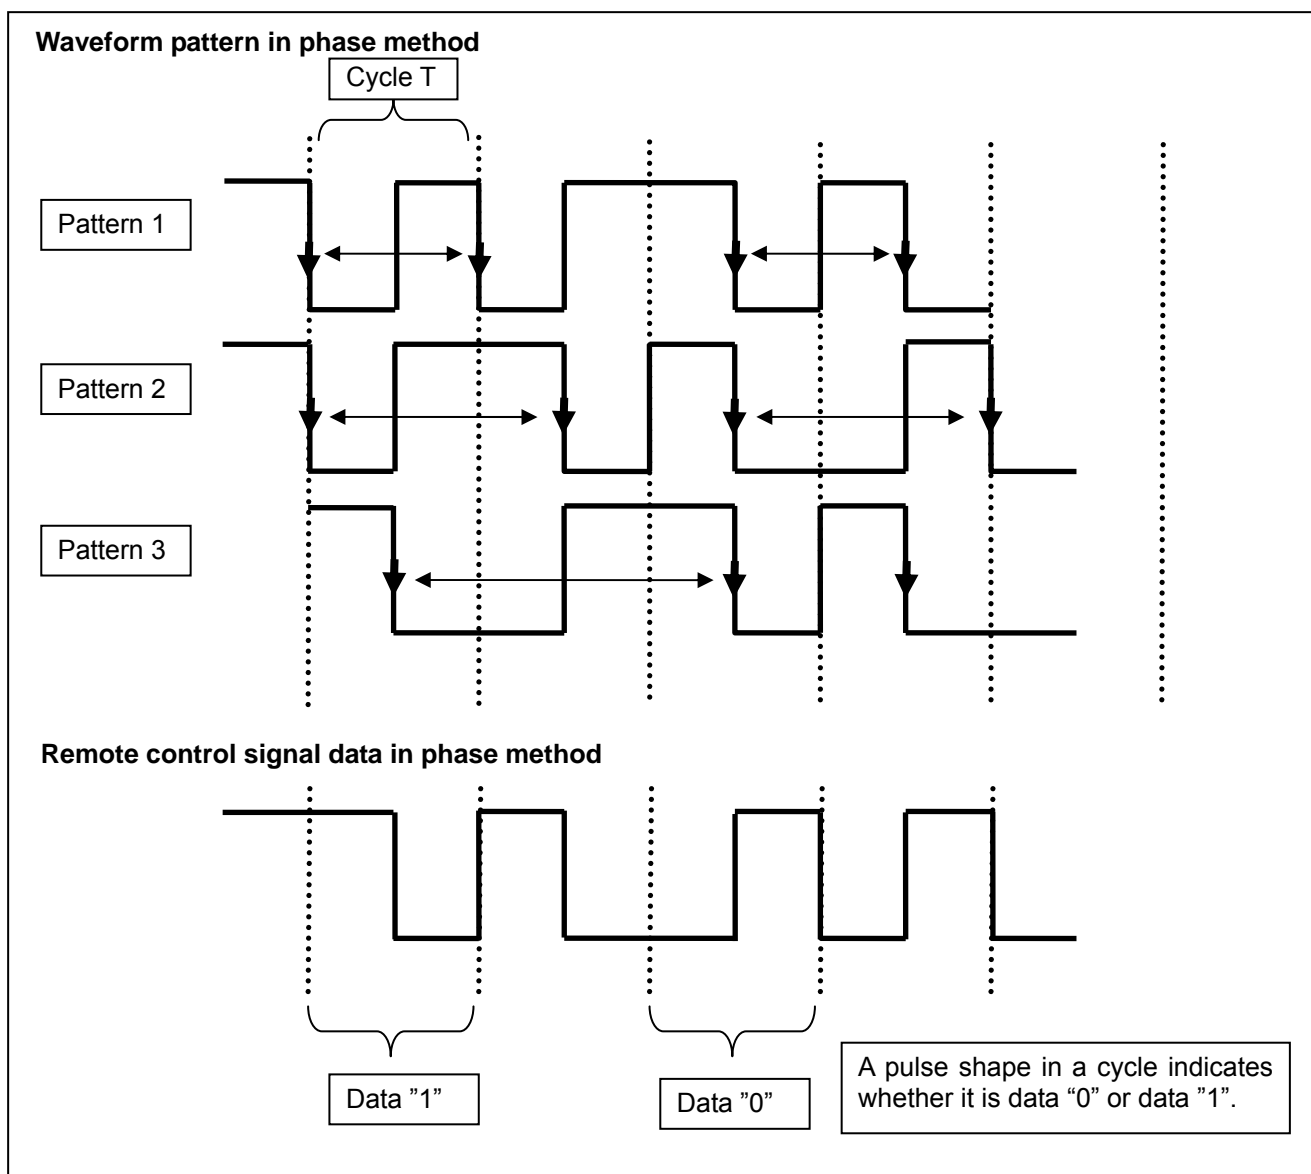 Waveform pattern in phase method
Cycle T
Pattern 1
Pattern 2
Pattern 3
Remote control signal data in phase method
Data ”1”
Data ”0”
A pulse shape in a cycle indicates
whether it is data “0” or data ”1”.